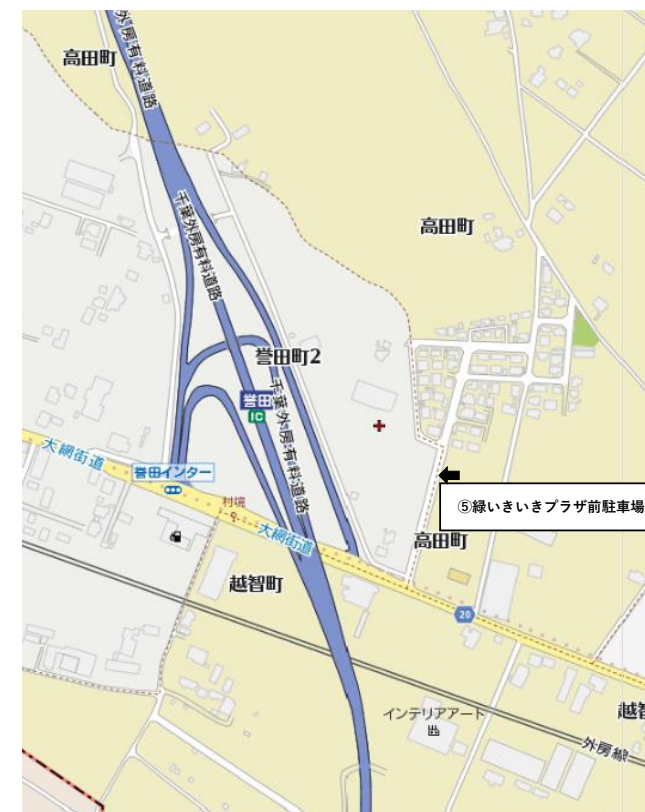 外房有料道路
高田町
千葉外房有料道路
高田町
誉田町2
誉田
IC
千葉外房有料道路
大網街道
誉田インター
村境
大網街道
⑤緑いきいきプラザ前駐車場
高田町
越智町
20
インテリアアート
越智
外房線